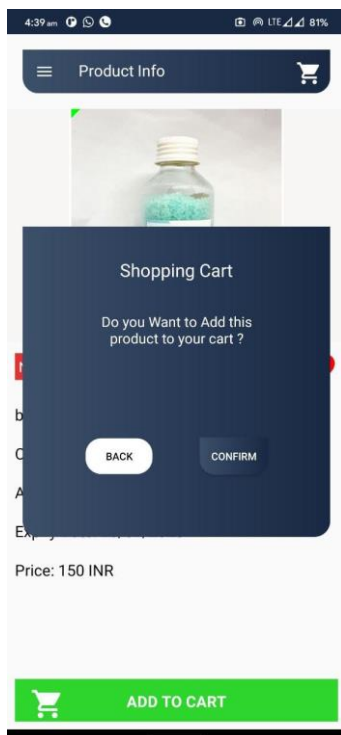 4:39 am LTE 81%
Product Info
Shopping Cart
Do you Want to Add this
product to your cart ?
BACK CONFIRM
Price: 150 INR
ADD TO CART